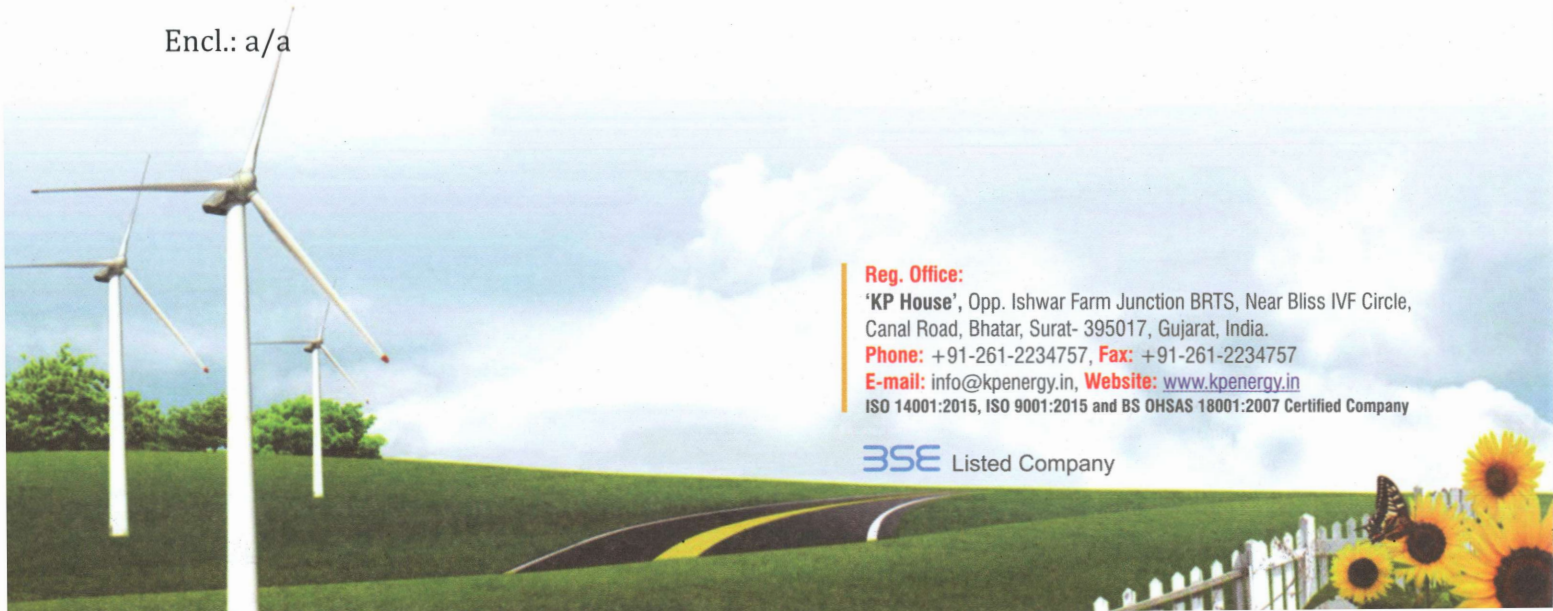 Encl.: a/a
Reg. Office:
'KP House', Opp. Ishwar Farm Junction BRTS, Near Bliss IVF Circle,
Canal Road, Bhatar, Surat- 395017, Gujarat, India.
Phone: +91-261-2234757, Fax: +91-261-2234757
E-mail: info@kpenergy.in, Website: www.kpenergy.in
ISO 14001:2015, ISO 9001:2015 and BS OHSAS 18001:2007 Certified Company
BSE Listed Company